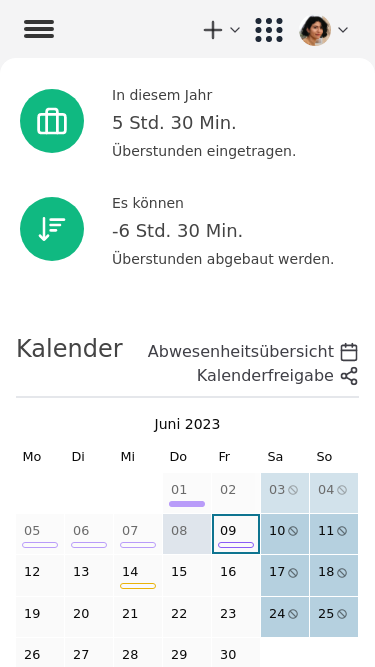 In diesem Jahr
5 Std. 30 Min.
Überstunden eingetragen.
Es können
-6 Std. 30 Min.
Überstunden abgebaut werden.
Kalender
Abwesenheitsübersicht
Kalenderfreigabe
Juni 2023
Mo Di Mi Do Fr Sa So
01 02 03 04
05 06 07 08 09 10 11
12 13 14 15 16 17 18
19 20 21 22 23 24 25
26 27 28 29 30